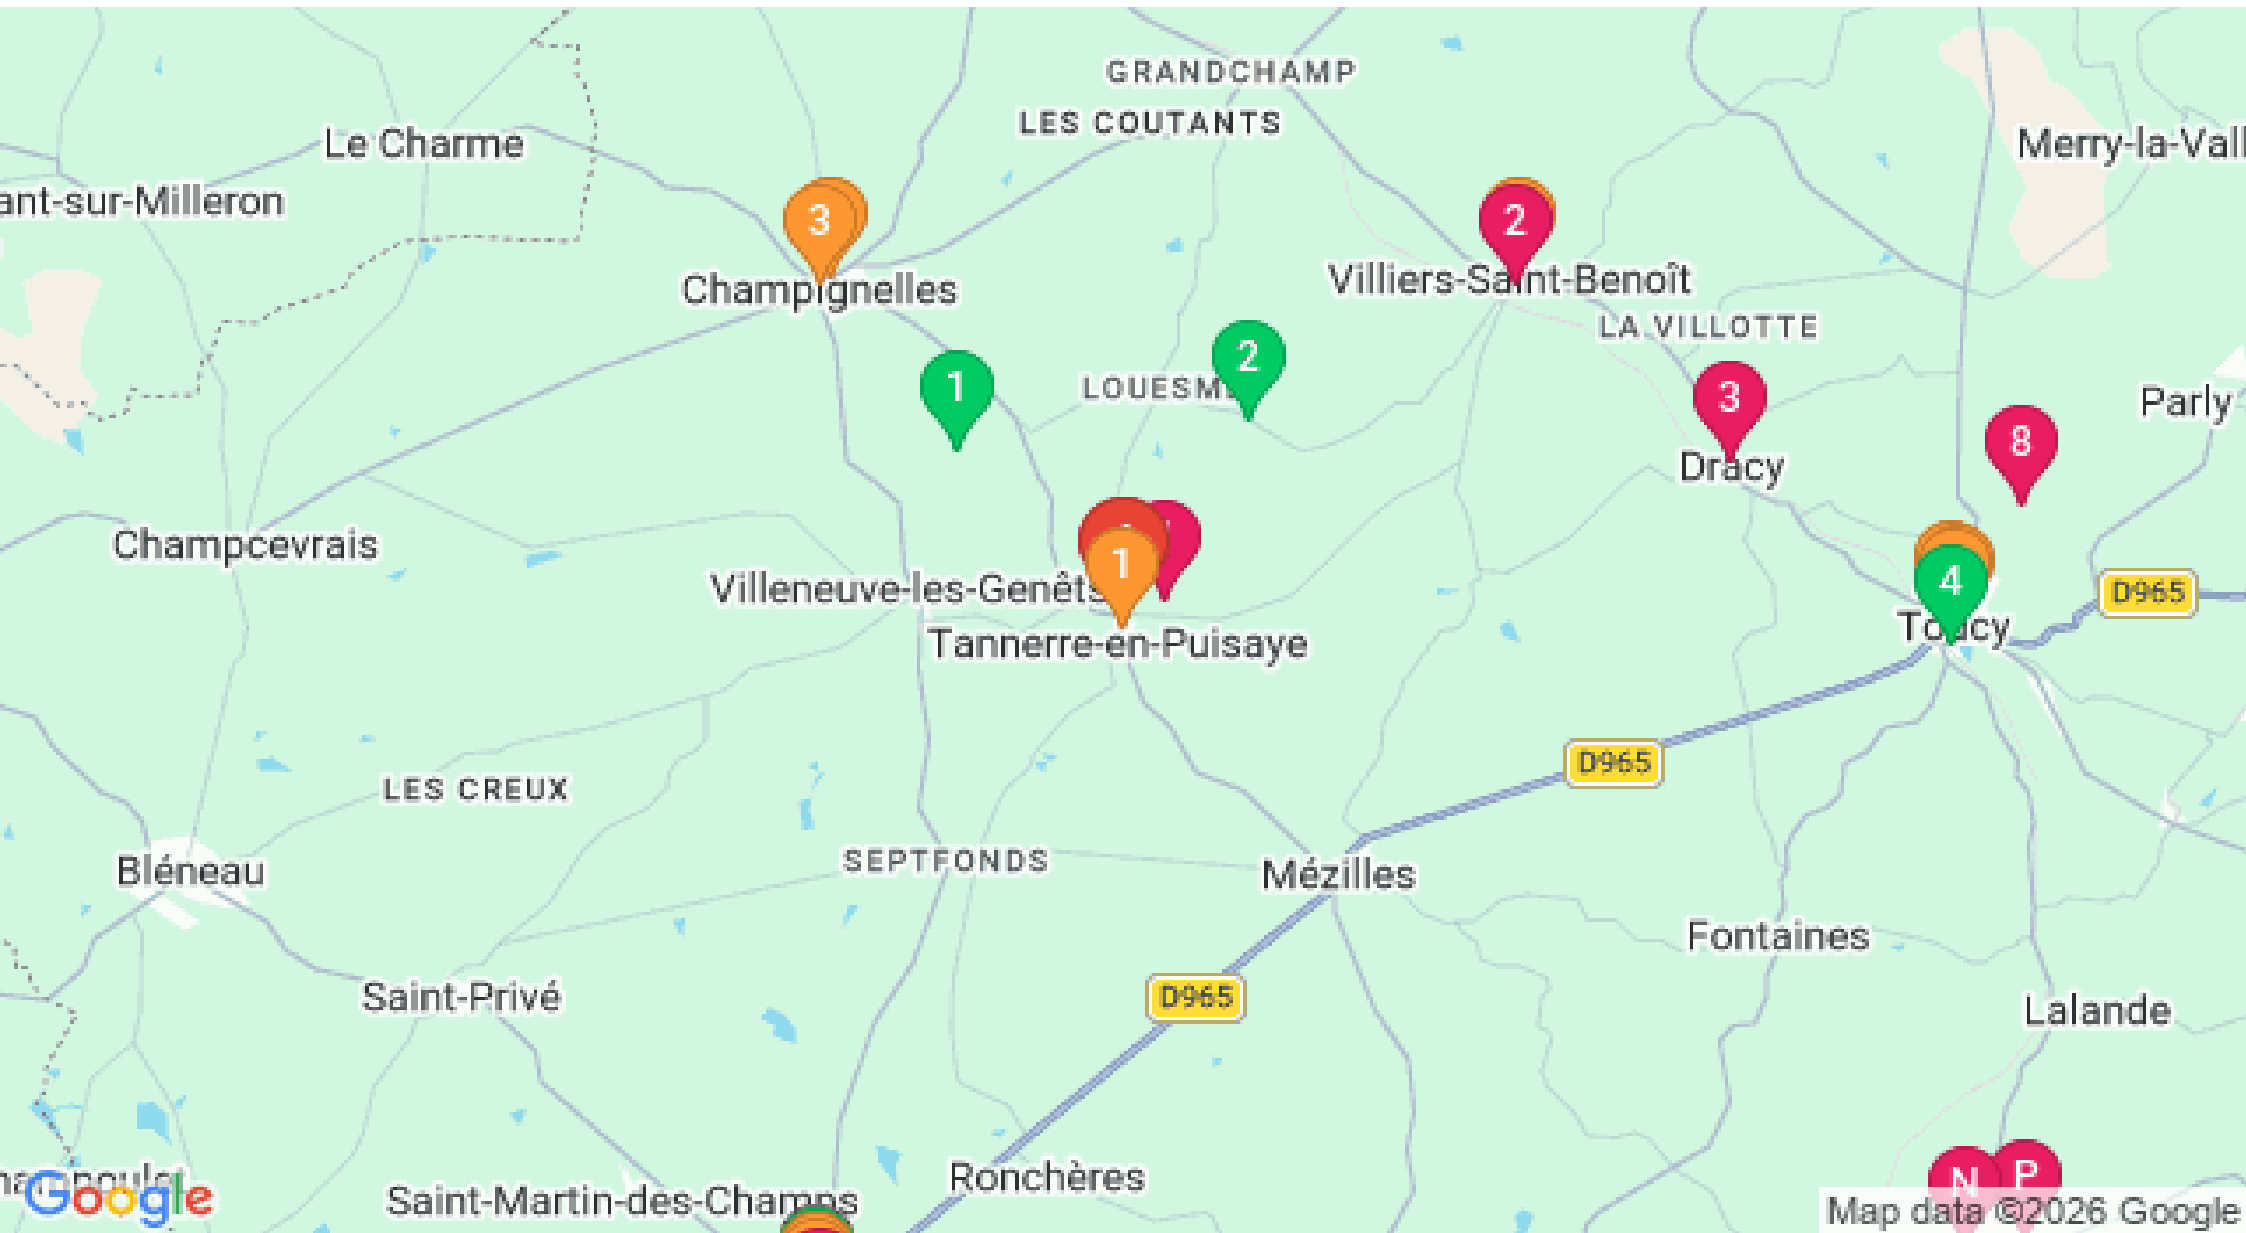 GRANDCHAMP
LES COUTANTS
Le Charme
Merry-la-Vall
ant-sur-Milleron
3
2
Champignelles
Villiers-Saint-Benoît
LA VILLOTTE
1
LOUESM
2
3
Parly
8
Dracy
Champcevrais
1
4
D965
Villeneuve-les-Genêts
Toucy
Tannerre-en-Puisaye
D965
LES CREUX
SEPTFONDS
Bléneau
Mézilles
Fontaines
Saint-Privé
D965
Lalande
Ronchères
N
P
Google
Saint-Martin-des-Champs
Map data ©2026 Google